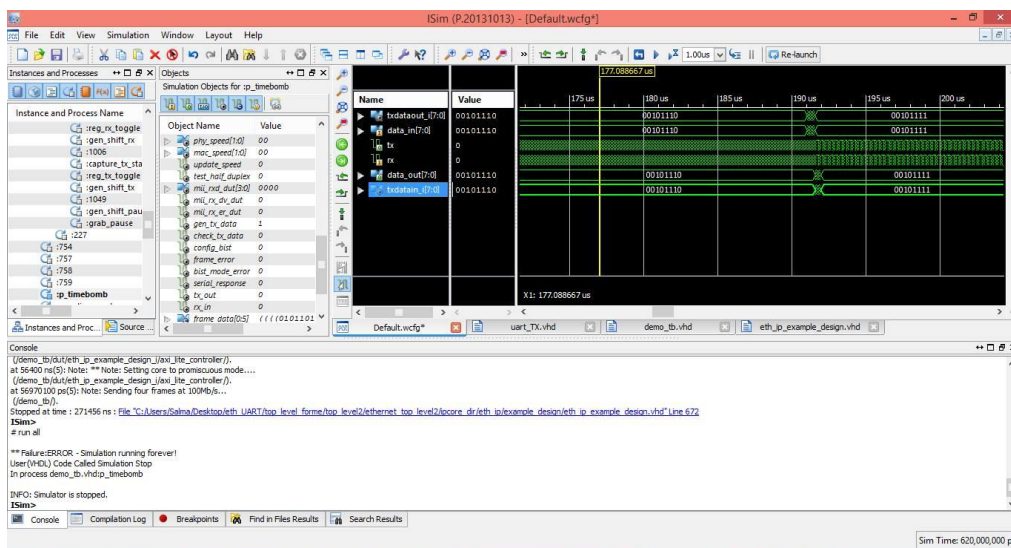 ISim (P.20131013) - [Default.wcfg*]
File Edit View Simulation Window Layout Help
1.00us Re-launch
Instances and Processes
Instance and Process Name
:reg_rx_toggle
:gen_shift_rx
:1006
:capture_tx_sta
:reg_tx_toggle
:gen_shift_tx
:1049
:gen_shift_pau
:grab_pause
:227
:754
:757
:758
:759
:p_timebomb
Instances and Proc... Source ...
Objects
Simulation Objects for :p_timebomb
Object Name Value
phy_speed[1:0] 00
mac_speed[1:0] 00
update_speed 0
test_half_duplex 0
mii_rxd_dut[3:0] 0000
mii_rx_dv_dut 0
mii_rx_er_dut 0
gen_tx_data 1
check_tx_data 0
config_bist 0
frame_error 0
bist_mode_error 0
serial_response 0
tx_out 0
rx_in 0
frame_data[0:5] ((((0101101
Name Value
txdataout_i[7:0] 00101110
data_in[7:0] 00101110
tx 0
rx 0
data_out[7:0] 00101110
txdatain_i[7:0] 00101110
177.088667 us
175 us 180 us 185 us 190 us 195 us 200 us
00101110 00101111
00101110 00101111
00101110 00101111
00101110 00101111
X1: 177.088667 us
Default.wcfg* uart_TX.vhd demo_tb.vhd eth_ip_example_design.vhd
Console
(/demo_tb/dut/eth_ip_example_design_i/axi_lite_controller/).
at 56400 ns(5): Note: ** Note: Setting core to promiscuous mode....
(/demo_tb/dut/eth_ip_example_design_i/axi_lite_controller/).
at 56970100 ps(5): Note: Sending four frames at 100Mb/s...
(/demo_tb/).
Stopped at time : 271456 ns : File "C:/Users/Salma/Desktop/eth_UART/top_level_forme/top_level2/ethernet_top_level2/ipcore_dir/eth_ip/example_design/eth_ip_example_design.vhd" Line 672
ISim>
# run all
** Failure:ERROR - Simulation running forever!
User(VHDL) Code Called Simulation Stop
In process demo_tb.vhd:p_timebomb
INFO: Simulator is stopped.
ISim>
Console Compilation Log Breakpoints Find in Files Results Search Results
Sim Time: 620,000,000 p